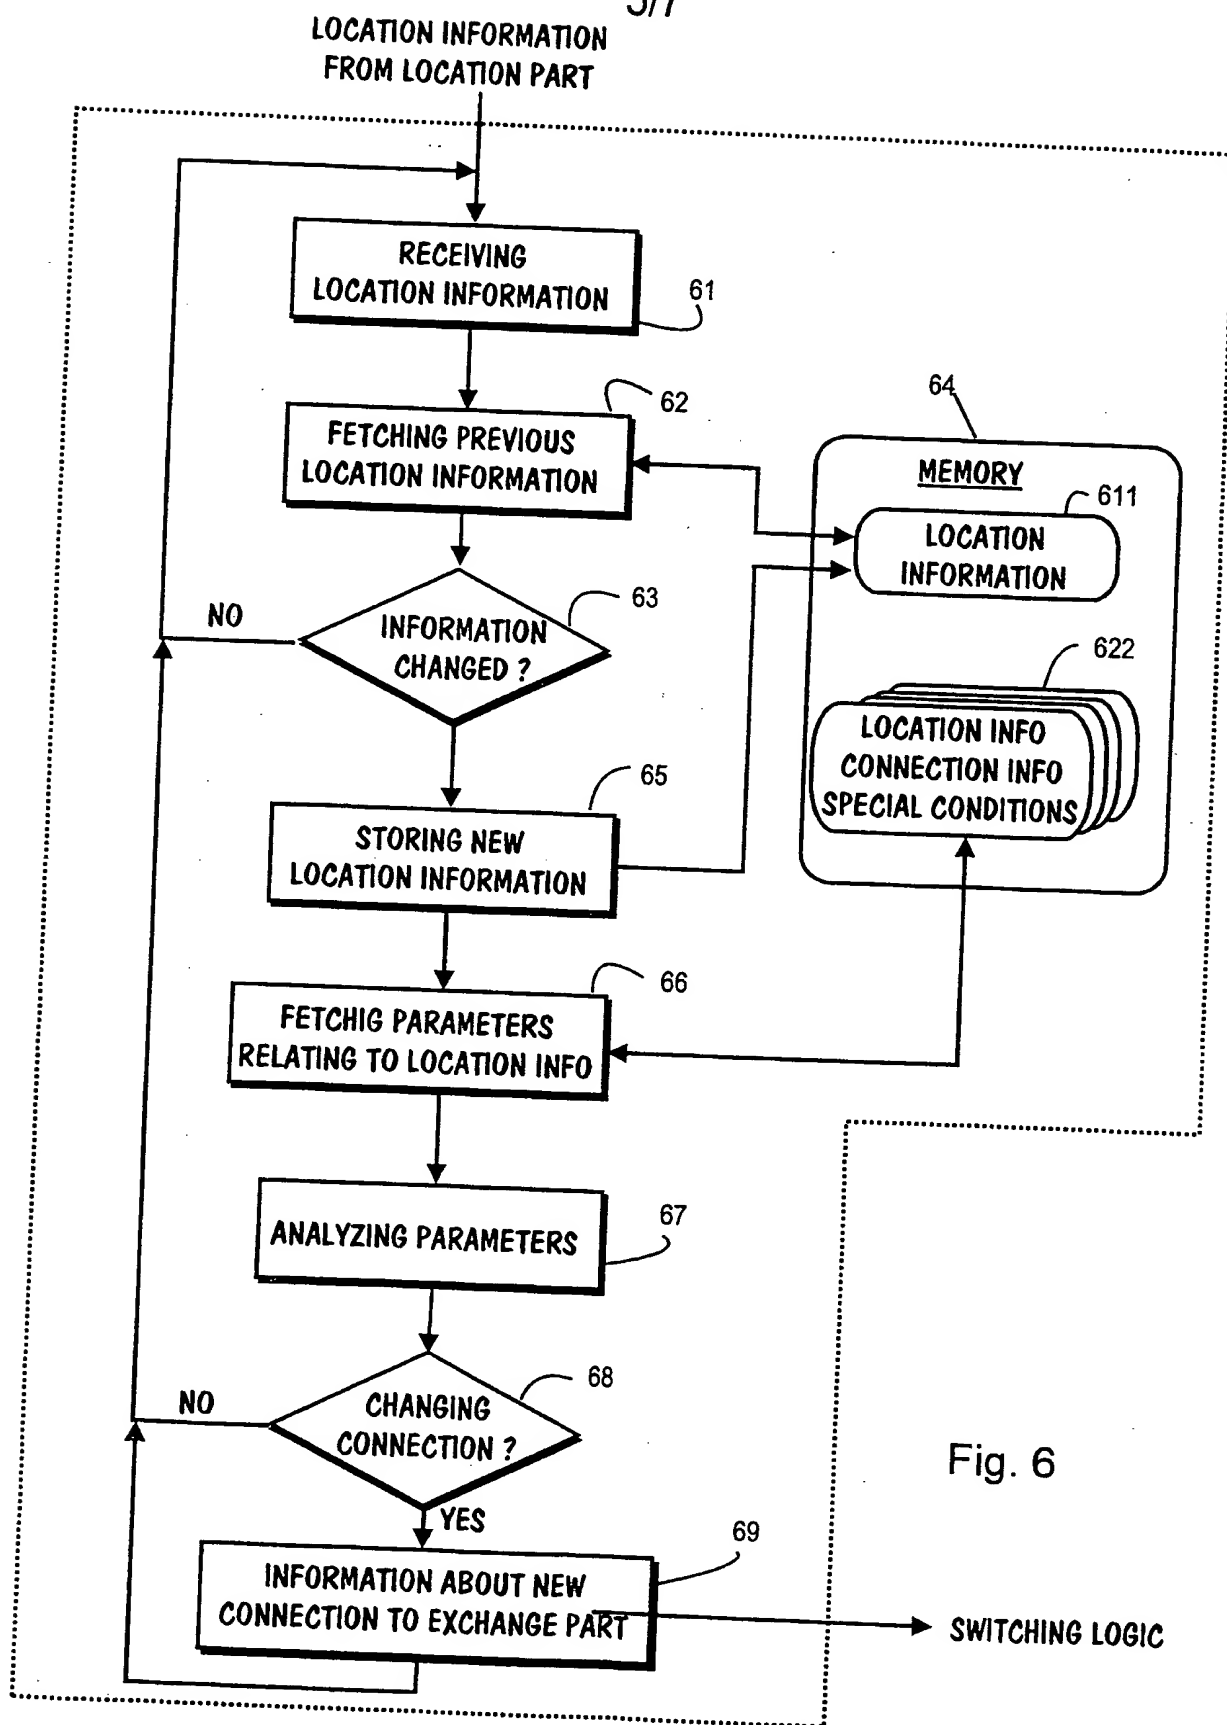 5/7
LOCATION INFORMATION
FROM LOCATION PART
RECEIVING
LOCATION INFORMATION
61
FETCHING PREVIOUS
LOCATION INFORMATION
62
64
MEMORY
611
LOCATION
INFORMATION
NO
INFORMATION
CHANGED ?
63
622
LOCATION INFO
CONNECTION INFO
SPECIAL CONDITIONS
65
STORING NEW
LOCATION INFORMATION
66
FETCHIG PARAMETERS
RELATING TO LOCATION INFO
67
ANALYZING PARAMETERS
NO
CHANGING
CONNECTION ?
68
Fig. 6
YES
69
INFORMATION ABOUT NEW
CONNECTION TO EXCHANGE PART
SWITCHING LOGIC